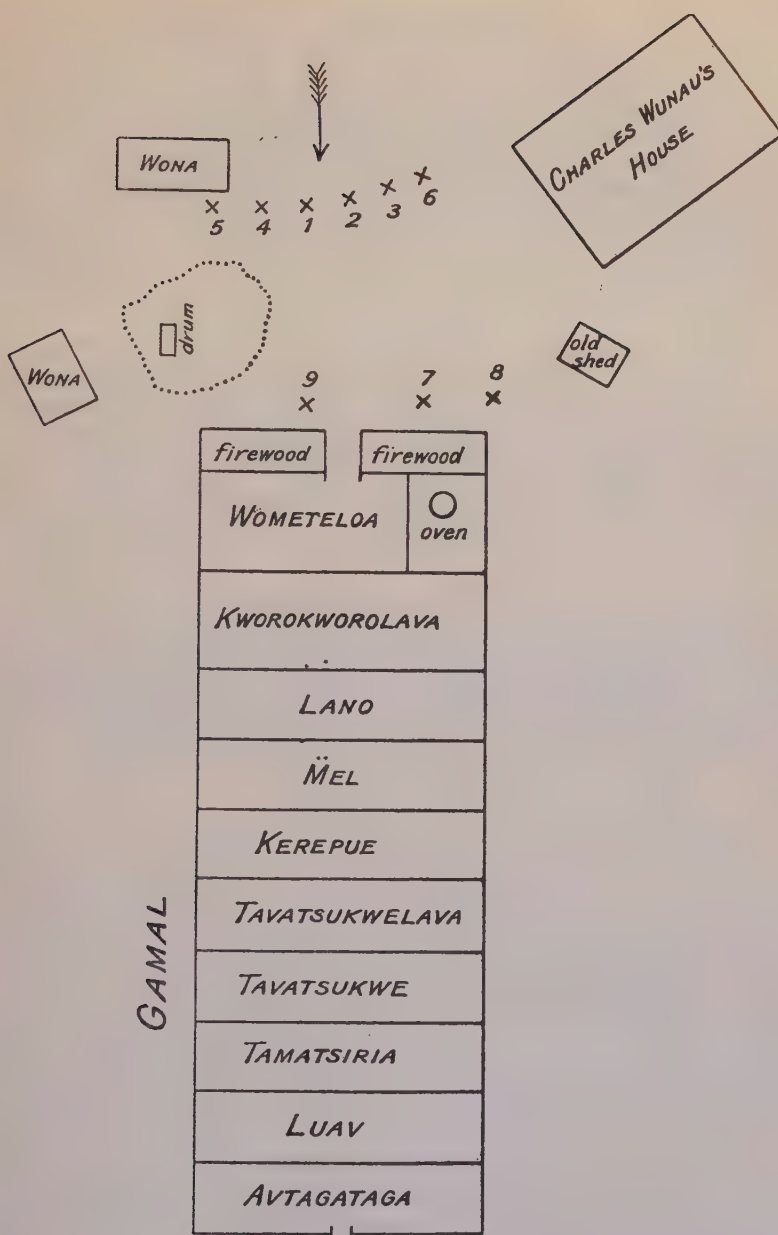 CHARLES WUNAU'S
HOUSE
WONA
5 4 1 2 3 6
drum
old
shed
WONA
9 7 8
firewood firewood
WOMETELOA
oven
KWOROKWOROLAVA
LANO
M̈EL
KEREPUE
TAVATSUKWELAVA
GAMAL
TAVATSUKWE
TAMATSIRIA
LUAV
AVTAGATAGA